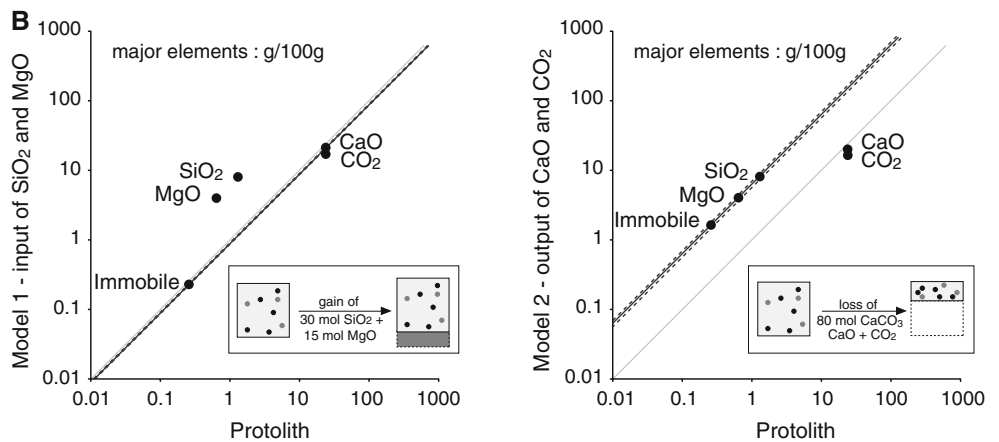 B
Model 1 - input of SiO₂ and MgO
1000
100
10
1
0.1
0.01
major elements : g/100g
CaO
CO₂
SiO₂
MgO
Immobile
gain of
30 mol SiO₂ +
15 mol MgO
0.01
0.1
1
10
100
1000
Protolith
Model 2 - output of CaO and CO₂
1000
100
10
1
0.1
0.01
major elements : g/100g
SiO₂
CaO
CO₂
MgO
Immobile
loss of
80 mol CaCO₃
CaO + CO₂
0.01
0.1
1
10
100
1000
Protolith